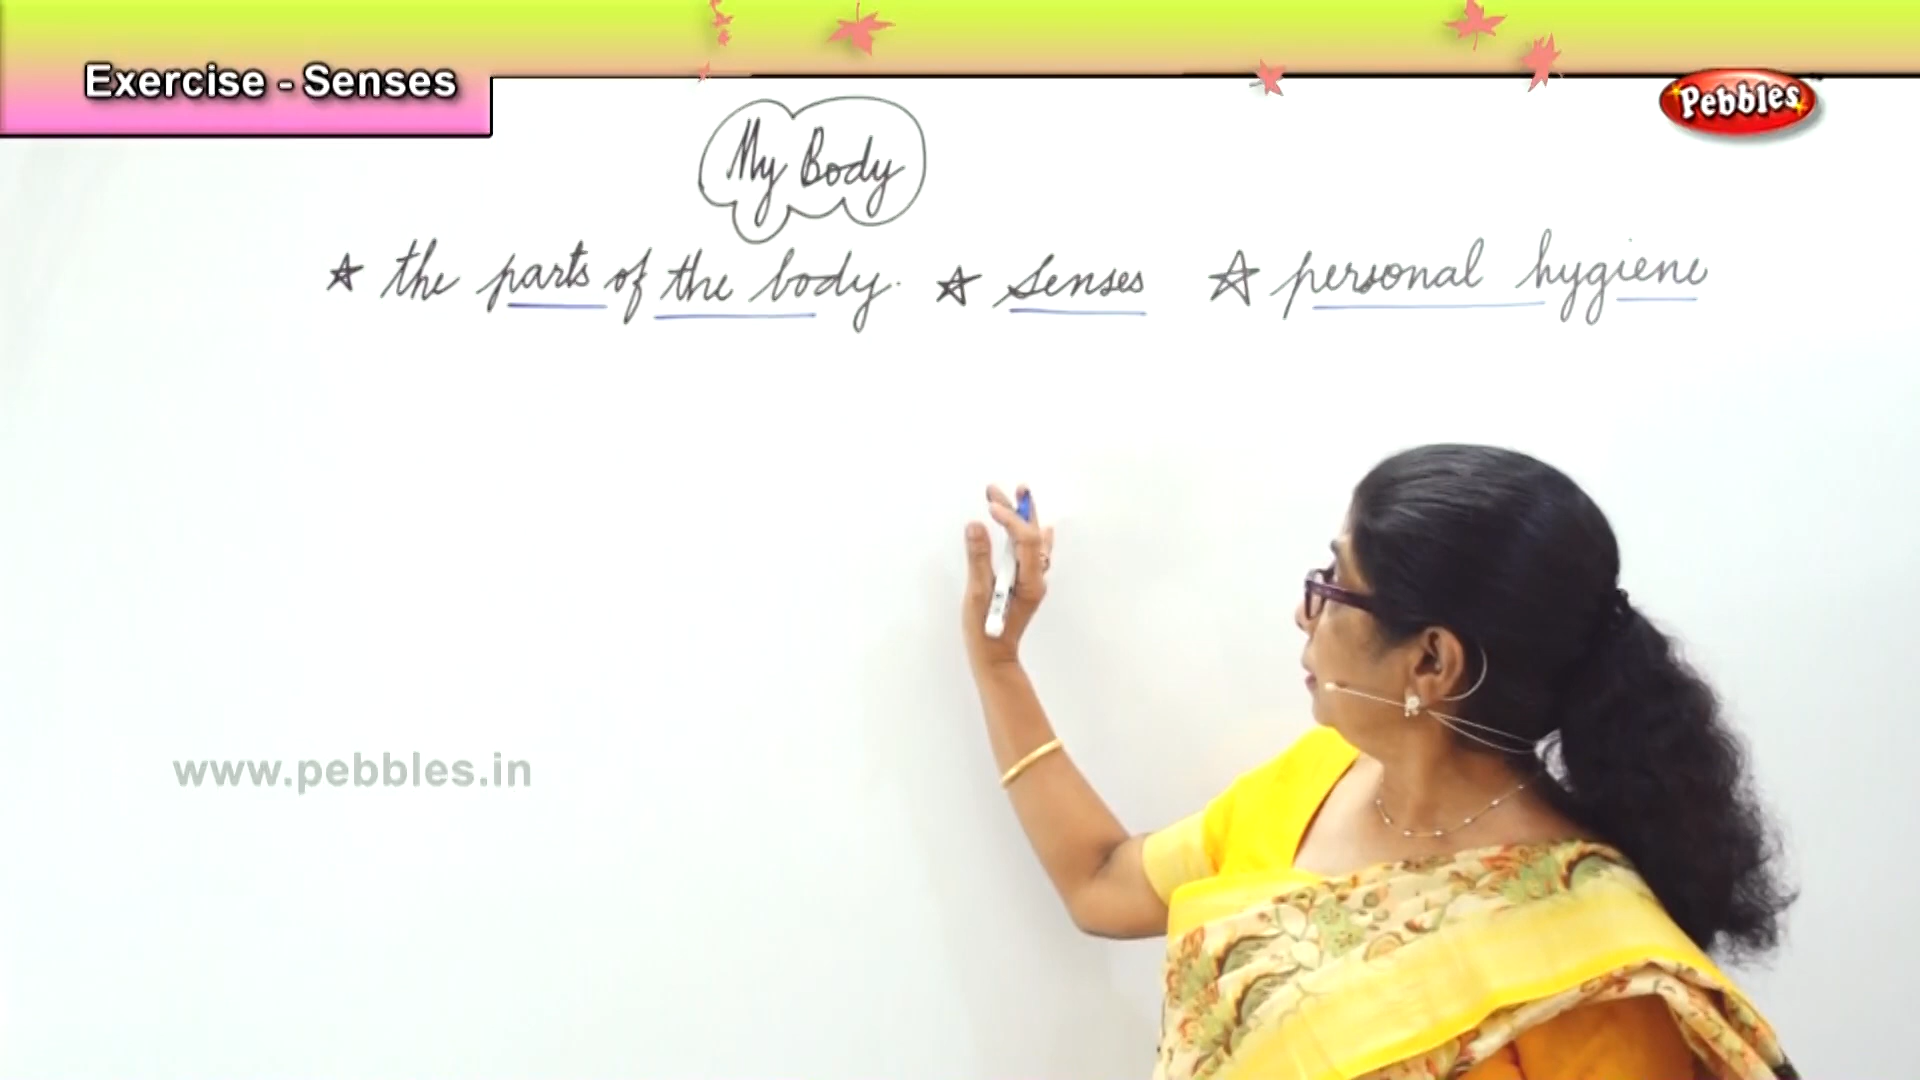 Exercise - Senses
Pebbles
My Body
☆ the parts of the body. ☆ Senses ☆ personal hygiene
www.pebbles.in